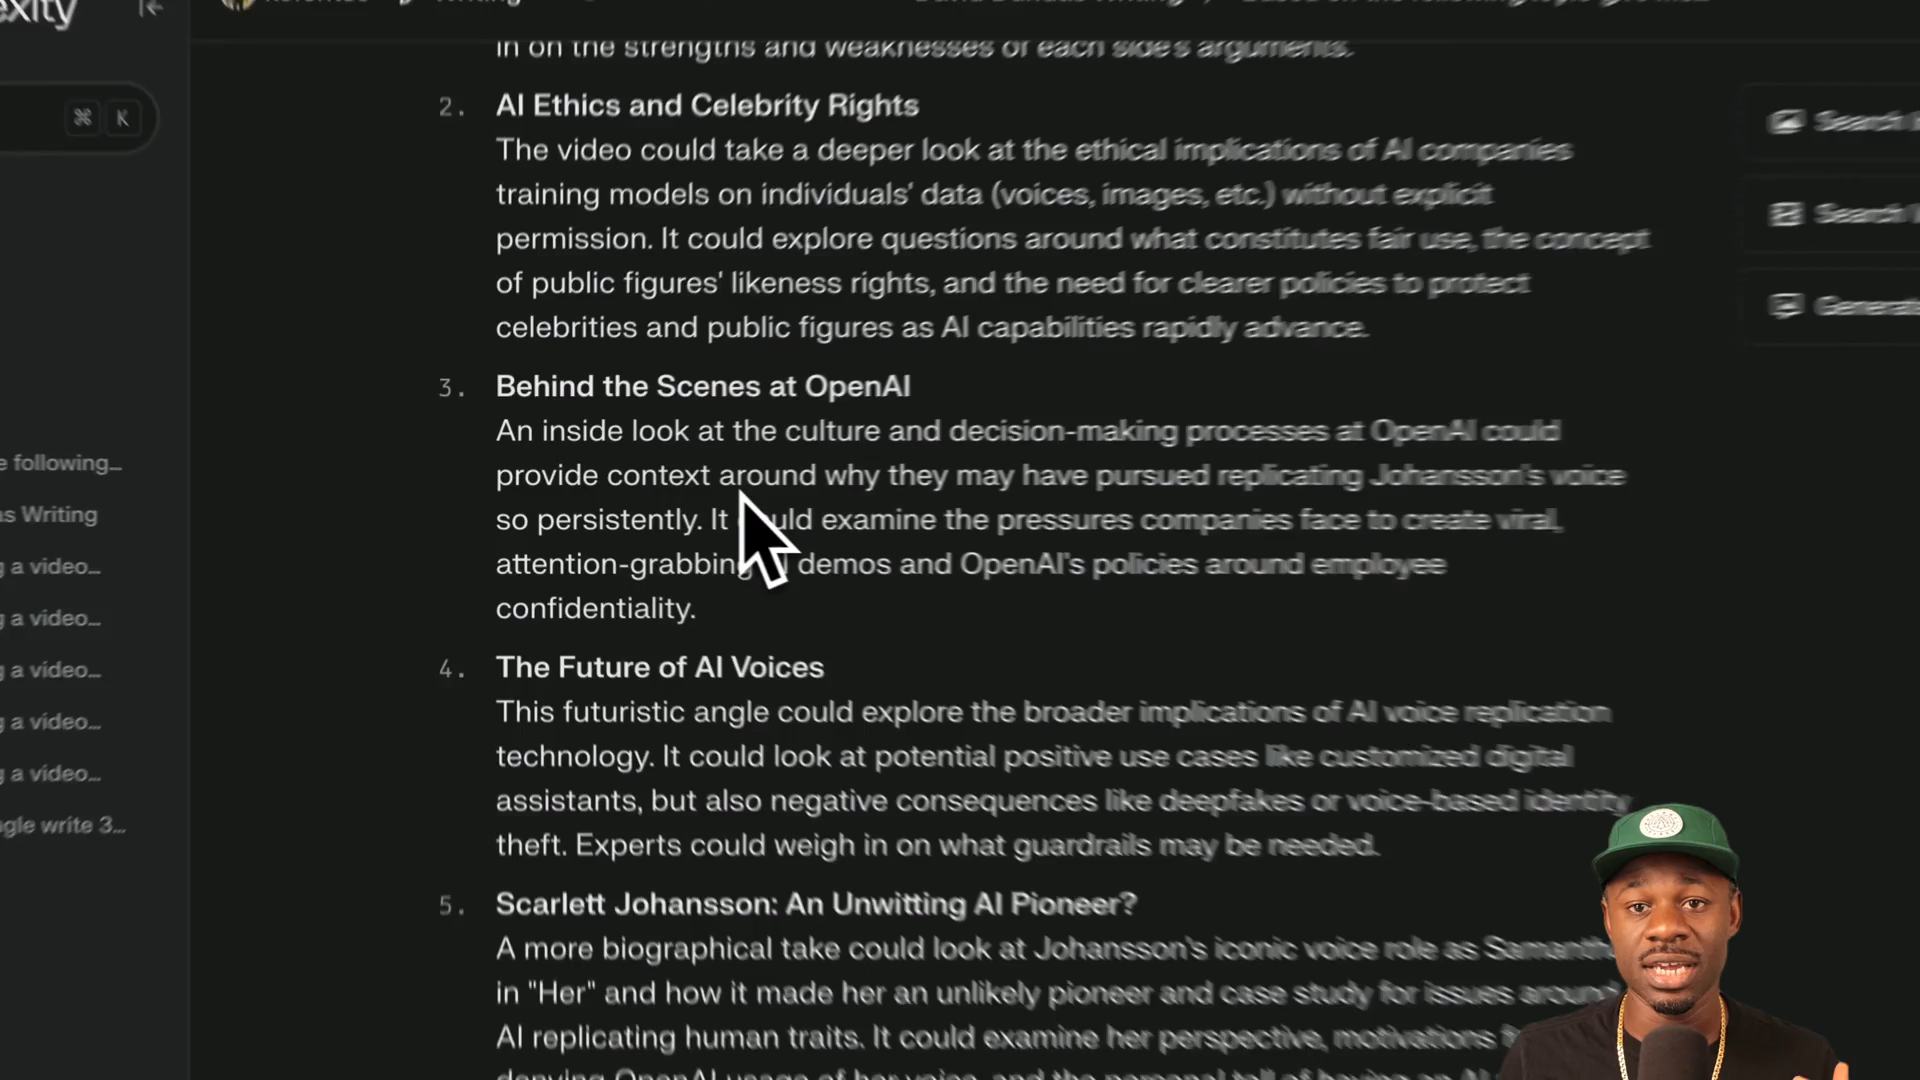 exity
Writing
⌘ K
in on the strengths and weaknesses of each side's arguments.
2. AI Ethics and Celebrity Rights
The video could take a deeper look at the ethical implications of AI companies
training models on individuals' data (voices, images, etc.) without explicit
permission. It could explore questions around what constitutes fair use, the concept
of public figures' likeness rights, and the need for clearer policies to protect
celebrities and public figures as AI capabilities rapidly advance.
3. Behind the Scenes at OpenAI
An inside look at the culture and decision-making processes at OpenAI could
provide context around why they may have pursued replicating Johansson's voice
so persistently. It could examine the pressures companies face to create viral,
attention-grabbing demos and OpenAI's policies around employee
confidentiality.
4. The Future of AI Voices
This futuristic angle could explore the broader implications of AI voice replication
technology. It could look at potential positive use cases like customized digital
assistants, but also negative consequences like deepfakes or voice-based identity
theft. Experts could weigh in on what guardrails may be needed.
5. Scarlett Johansson: An Unwitting AI Pioneer?
A more biographical take could look at Johansson's iconic voice role as Samantha
in "Her" and how it made her an unlikely pioneer and case study for issues around
AI replicating human traits. It could examine her perspective, motivations
e following...
as Writing
g a video...
g a video...
g a video...
g a video...
g a video...
gle write 3...
Search
Search
Generate